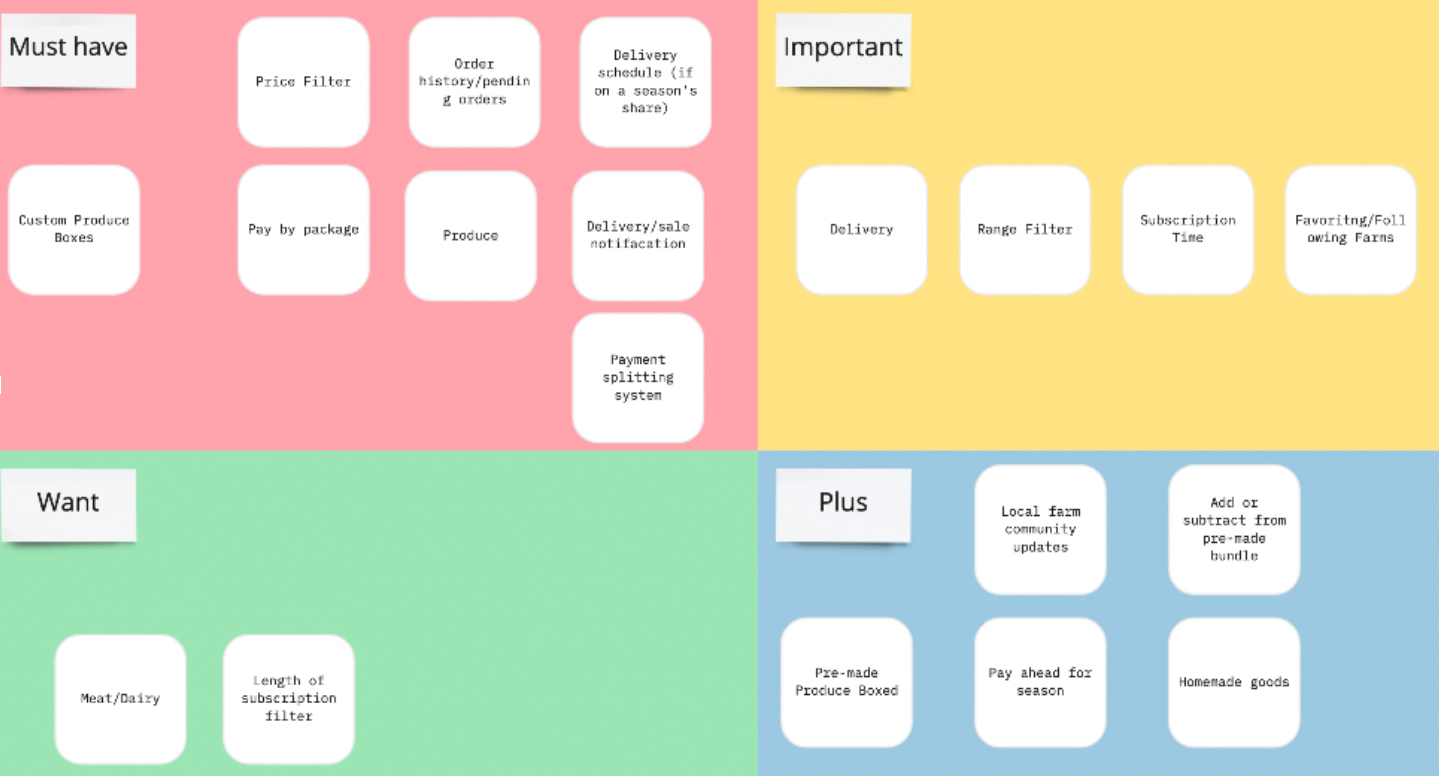 Must have
Price Filter
Order
history/pendin
g orders
Delivery
schedule (if
on a season's
share)
Custom Produce
Boxes
Pay by package
Produce
Delivery/sale
notifacation
Payment
splitting
system
Important
Delivery
Range Filter
Subscription
Time
Favoritng/Foll
owing Farms
Want
Meat/Dairy
Length of
subscription
filter
Plus
Local farm
community
updates
Add or
subtract from
pre-made
bundle
Pre-made
Produce Boxed
Pay ahead for
season
Homemade goods